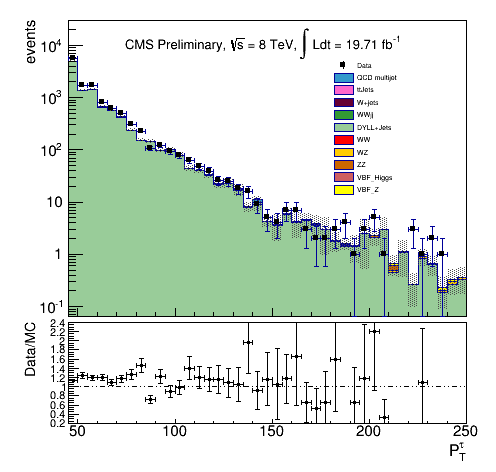 events
CMS Preliminary, √s = 8 TeV, ∫ Ldt = 19.71 fb⁻¹
Data
QCD multijet
ttJets
W+jets
WWjj
DYLL+Jets
WW
WZ
ZZ
VBF_Higgs
VBF_Z
10⁴
10³
10²
10
1
10⁻¹
Data/MC
2.4
2.2
2
1.8
1.6
1.4
1.2
1
0.8
0.6
0.4
0.2
50
100
150
200
250
P_T^τ